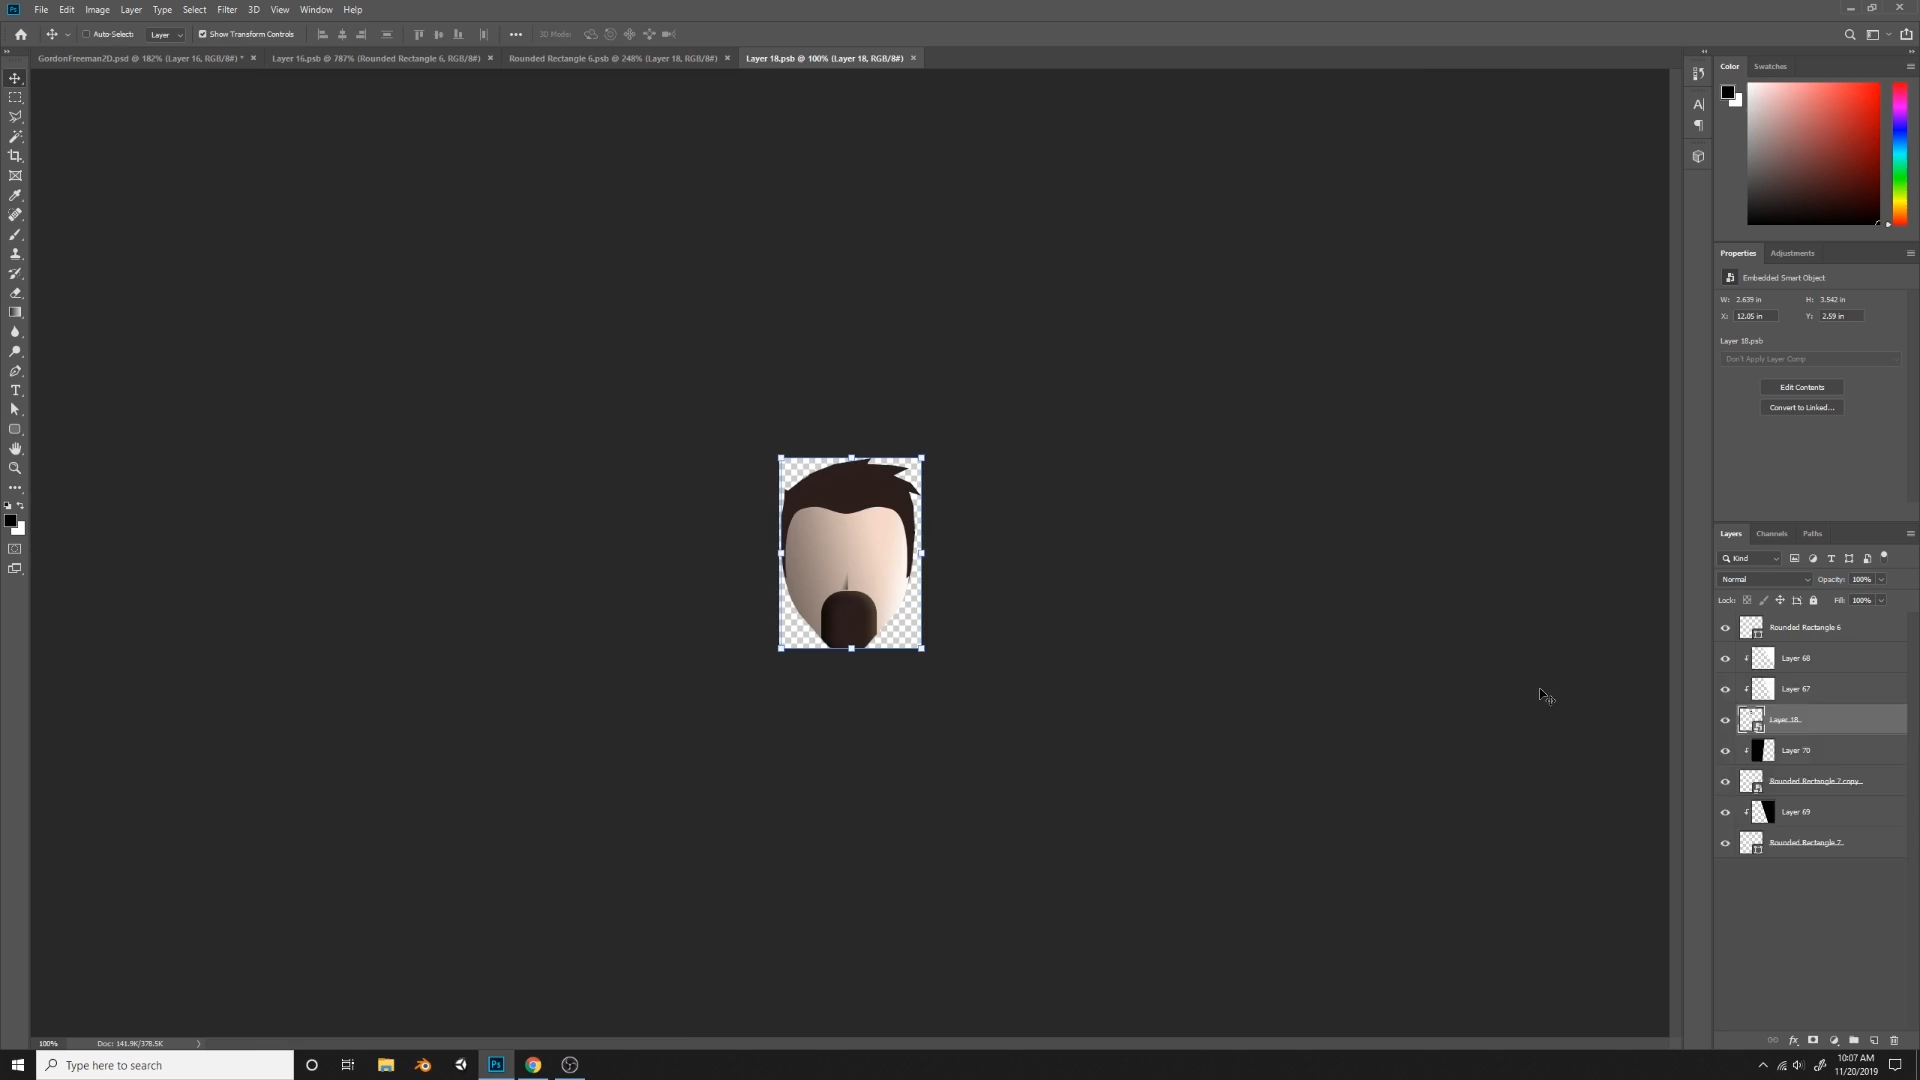 Ps File Edit Image Layer Type Select Filter 3D View Window Help
Auto-Select: Layer Show Transform Controls 3D Mode:
GordonFreeman2D.psd @ 182% (Layer 16, RGB/8#) * Layer 16.psb @ 787% (Rounded Rectangle 6, RGB/8#) Rounded Rectangle 6.psb @ 248% (Layer 18, RGB/8#) Layer 18.psb @ 100% (Layer 18, RGB/8#)
Color Swatches
Properties Adjustments
Embedded Smart Object
W: 2.639 in H: 3.542 in
X: 12.05 in Y: 2.59 in
Layer 18.psb
Don't Apply Layer Comp
Edit Contents
Convert to Linked...
Layers Channels Paths
Kind
Normal Opacity: 100%
Lock: Fill: 100%
Rounded Rectangle 6
Layer 68
Layer 67
Layer 18
Layer 70
Rounded Rectangle 7 copy
Layer 69
Rounded Rectangle 7
100% Doc: 141.9K/378.5K
Type here to search
Ps
10:07 AM
11/20/2019